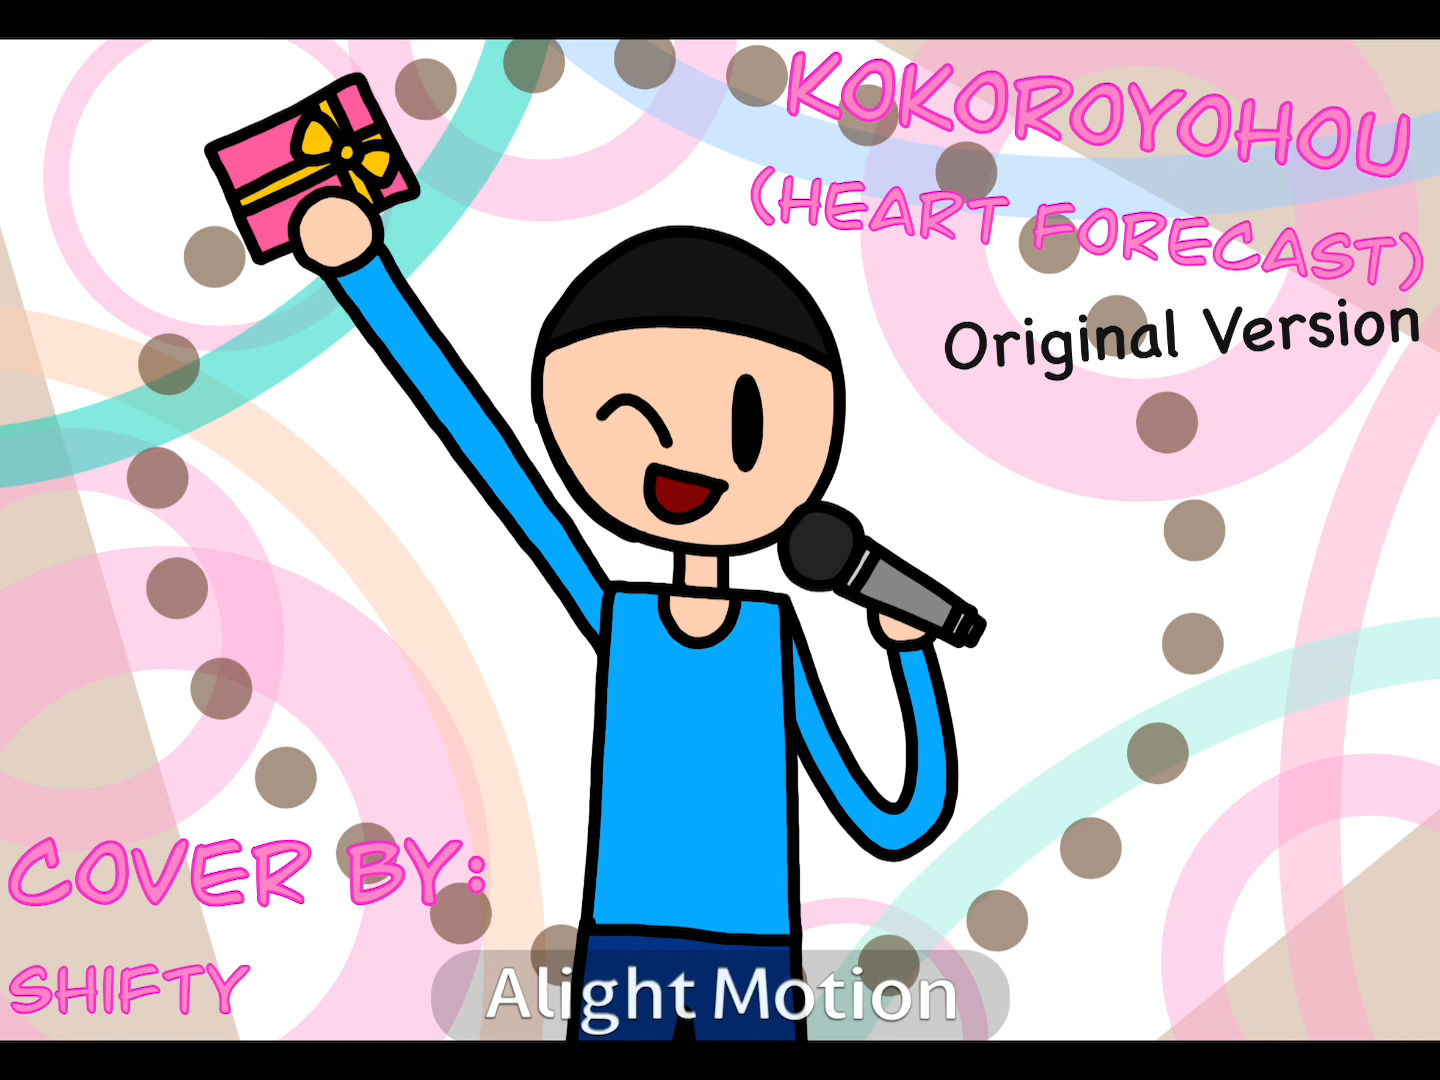 KOKOROYOHOU
(HEART FORECAST)
Original Version
COVER BY:
SHIFTY
Alight Motion